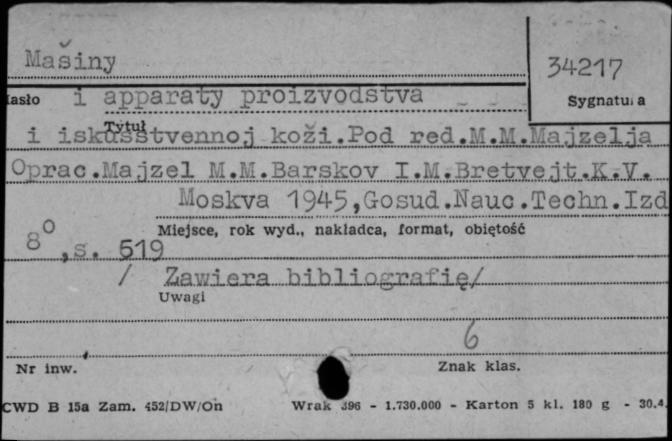 Mašiny
34217
Hasło i apparaty proizvodstva
Sygnatura
Tytuł
i iskusstvennoj koži.Pod red.M.M.Majzelja
Oprac.Majzel M.M.Barskov I.M.Bretvejt.K.V.
Moskva 1945,Gosud.Nauc.Techn.Izd
Miejsce, rok wyd., nakładca, format, objętość
8⁰,s. 519
/ Zawiera bibliografię/
Uwagi
6
Nr inw.
Znak klas.
CWD B 15a Zam. 452/DW/On Wrak 396 - 1.730.000 - Karton 5 kl. 180 g - 30.4.